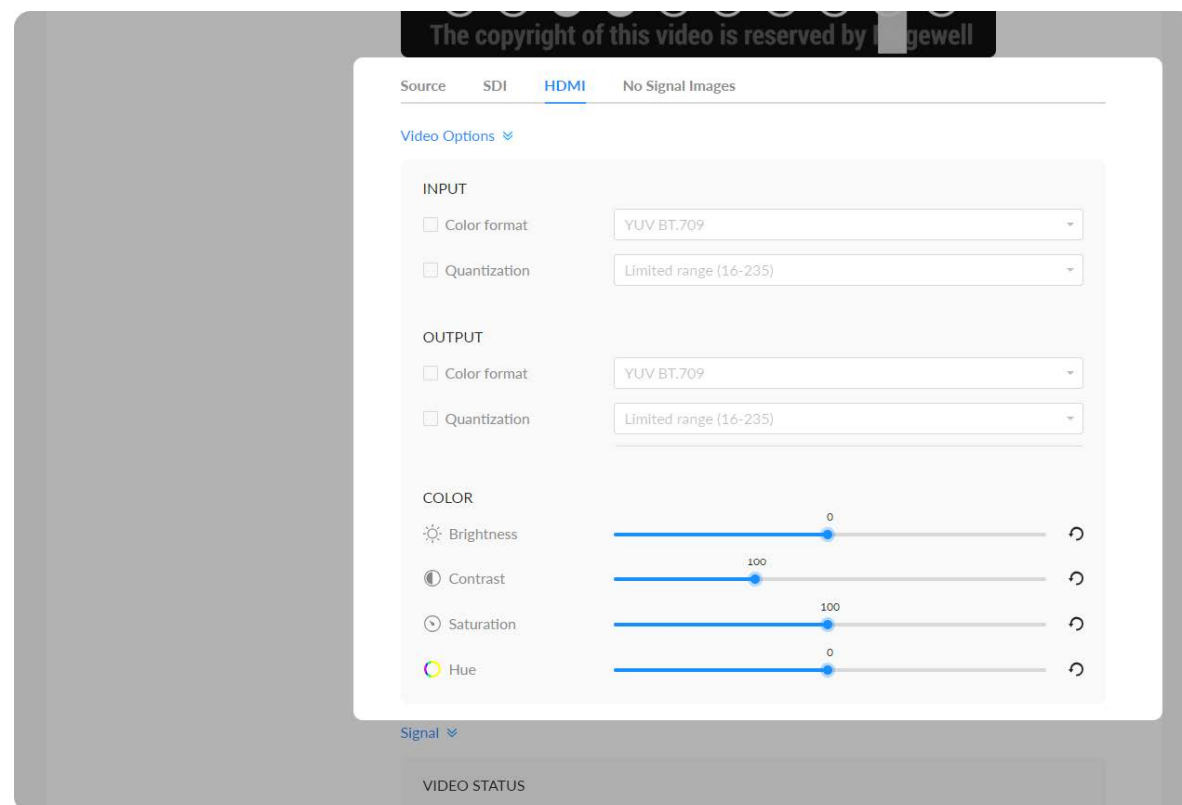 The copyright of this video is reserved by gewell
Source SDI HDMI No Signal Images
Video Options
INPUT
Color format YUV BT.709
Quantization Limited range (16-235)
OUTPUT
Color format YUV BT.709
Quantization Limited range (16-235)
COLOR
0
Brightness
100
Contrast
100
Saturation
0
Hue
Signal
VIDEO STATUS